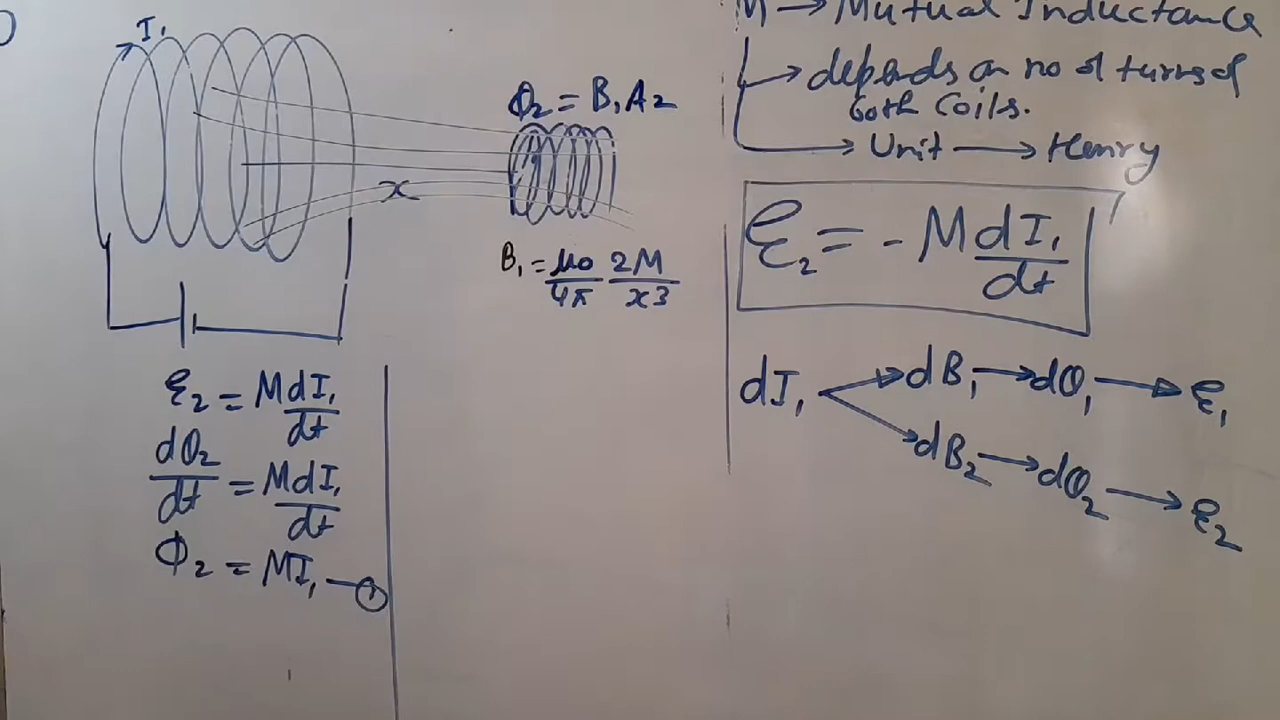 I₁
x
Φ₂ = B₁A₂
B₁ = μ₀/4π 2M/x³
ε₂ = M dI₁/dt
dΦ₂/dt = M dI₁/dt
Φ₂ = MI₁ — ①
M → Mutual Inductance
→ depends on no of turns of
both coils.
→ Unit → Henry
ε₂ = - M dI₁/dt
dI₁ → dB₁ → dΦ₁ → ε₁
→ dB₂ → dΦ₂ → ε₂